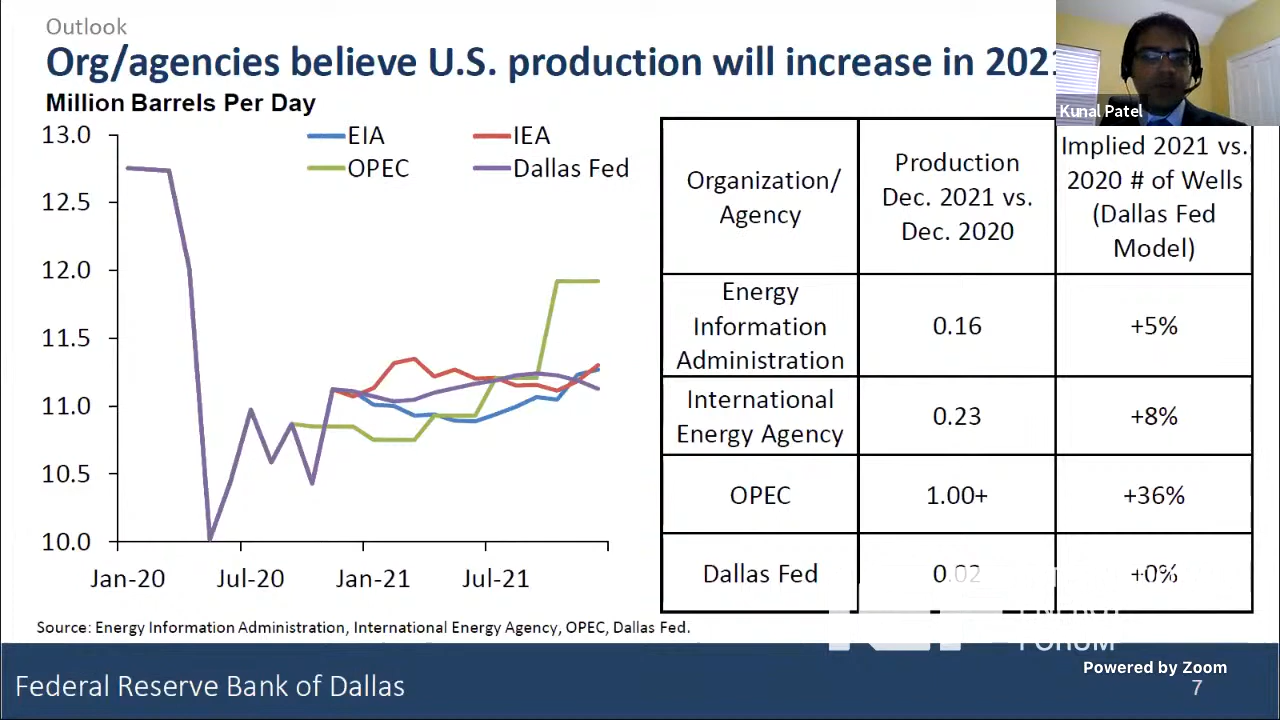 Outlook
Org/agencies believe U.S. production will increase in 202
Kunal Patel
Million Barrels Per Day
EIA
IEA
OPEC
Dallas Fed
13.0
12.5
12.0
11.5
11.0
10.5
10.0
Jan-20
Jul-20
Jan-21
Jul-21
Organization/
Agency
Production
Dec. 2021 vs.
Dec. 2020
Implied 2021 vs.
2020 # of Wells
(Dallas Fed
Model)
Energy
Information
Administration
0.16
+5%
International
Energy Agency
0.23
+8%
OPEC
1.00+
+36%
Dallas Fed
0.02
+0%
Source: Energy Information Administration, International Energy Agency, OPEC, Dallas Fed.
FORUM
Powered by Zoom
Federal Reserve Bank of Dallas
7